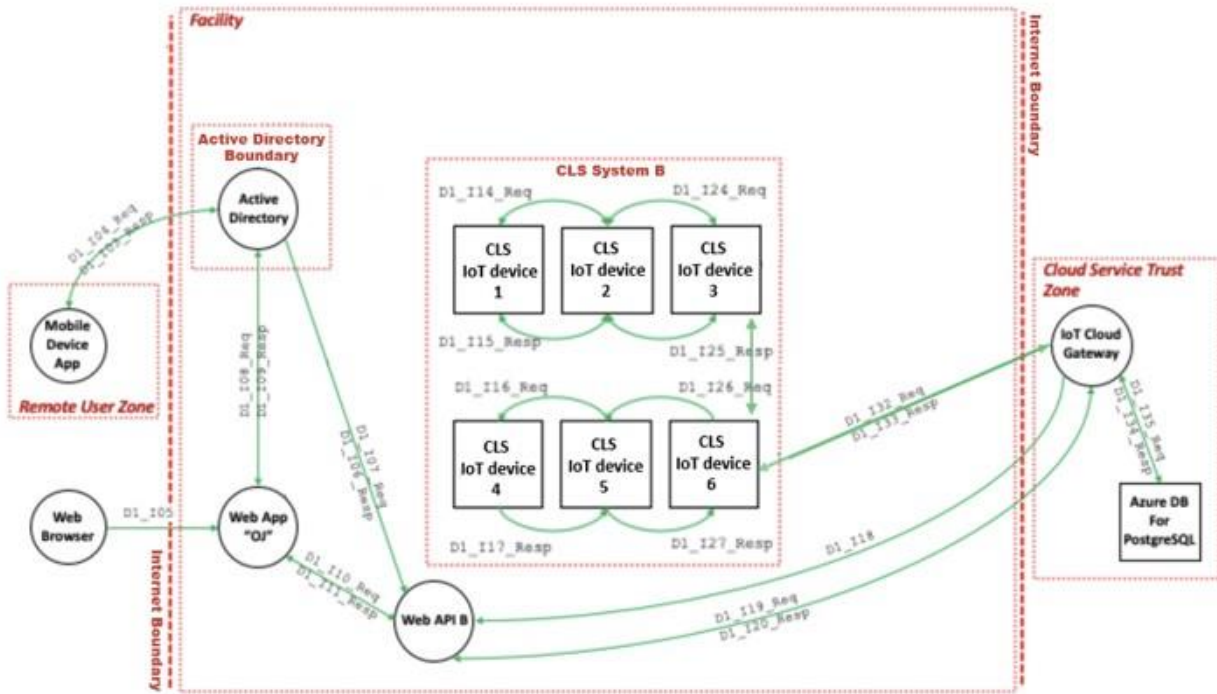 Facility
Internet Boundary
Active Directory
Boundary
Active
Directory
D1_I04_Req
D1_I03_Resp
Mobile
Device
App
Remote User Zone
D1_I08_Req
D1_I09_Resp
D1_I07_Req
D1_I06_Resp
CLS System B
D1_I14_Req
D1_I24_Req
CLS
IoT device
1
CLS
IoT device
2
CLS
IoT device
3
D1_I15_Resp
D1_I25_Resp
D1_I16_Req
D1_I26_Req
CLS
IoT device
4
CLS
IoT device
5
CLS
IoT device
6
D1_I17_Resp
D1_I27_Resp
Cloud Service Trust
Zone
IoT Cloud
Gateway
D1_I32_Req
D1_I33_Resp
D1_I35_Req
D1_I34_Resp
Azure DB
For
PostgreSQL
Web
Browser
D1_I05
Web App
"OJ"
Internet Boundary
D1_I10_Req
D1_I11_Resp
Web API B
D1_I18
D1_I19_Req
D1_I20_Resp